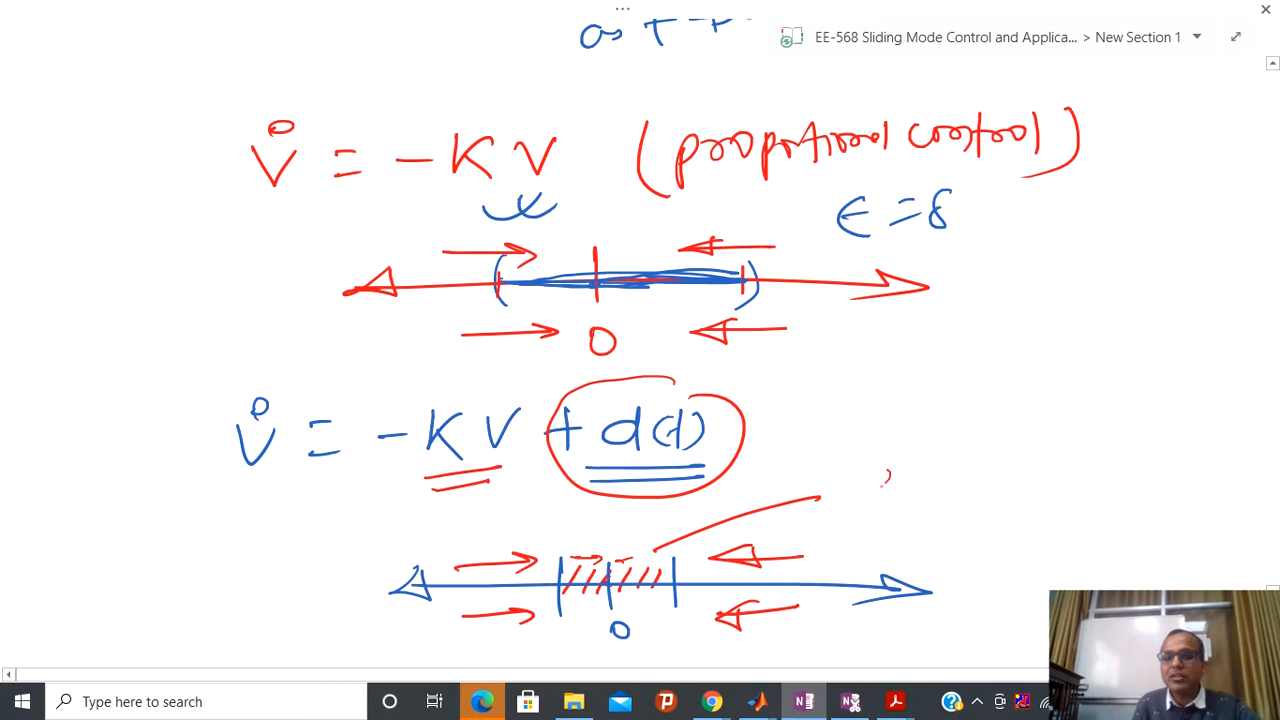 EE-568 Sliding Mode Control and Applica... > New Section 1
V̇ = -KV (proportional control)
ϵ = δ
0
V̇ = -KV + d(t)
0
Type here to search